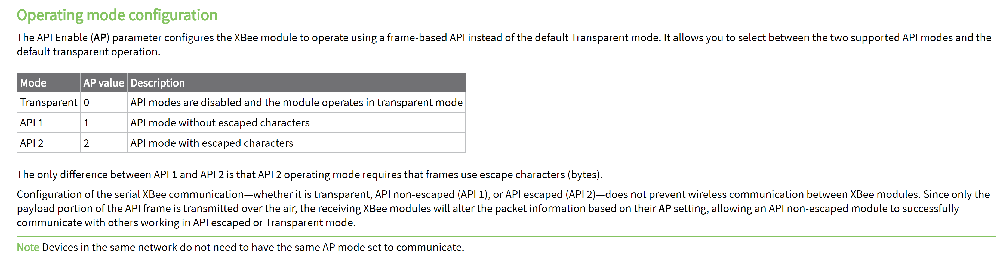 Operating mode configuration
The API Enable (AP) parameter configures the XBee module to operate using a frame-based API instead of the default Transparent mode. It allows you to select between the two supported API modes and the
default transparent operation.
Mode AP value Description
Transparent 0 API modes are disabled and the module operates in transparent mode
API 1 1 API mode without escaped characters
API 2 2 API mode with escaped characters
The only difference between API 1 and API 2 is that API 2 operating mode requires that frames use escape characters (bytes).
Configuration of the serial XBee communication—whether it is transparent, API non-escaped (API 1), or API escaped (API 2)—does not prevent wireless communication between XBee modules. Since only the
payload portion of the API frame is transmitted over the air, the receiving XBee modules will alter the packet information based on their AP setting, allowing an API non-escaped module to successfully
communicate with others working in API escaped or Transparent mode.
Note Devices in the same network do not need to have the same AP mode set to communicate.